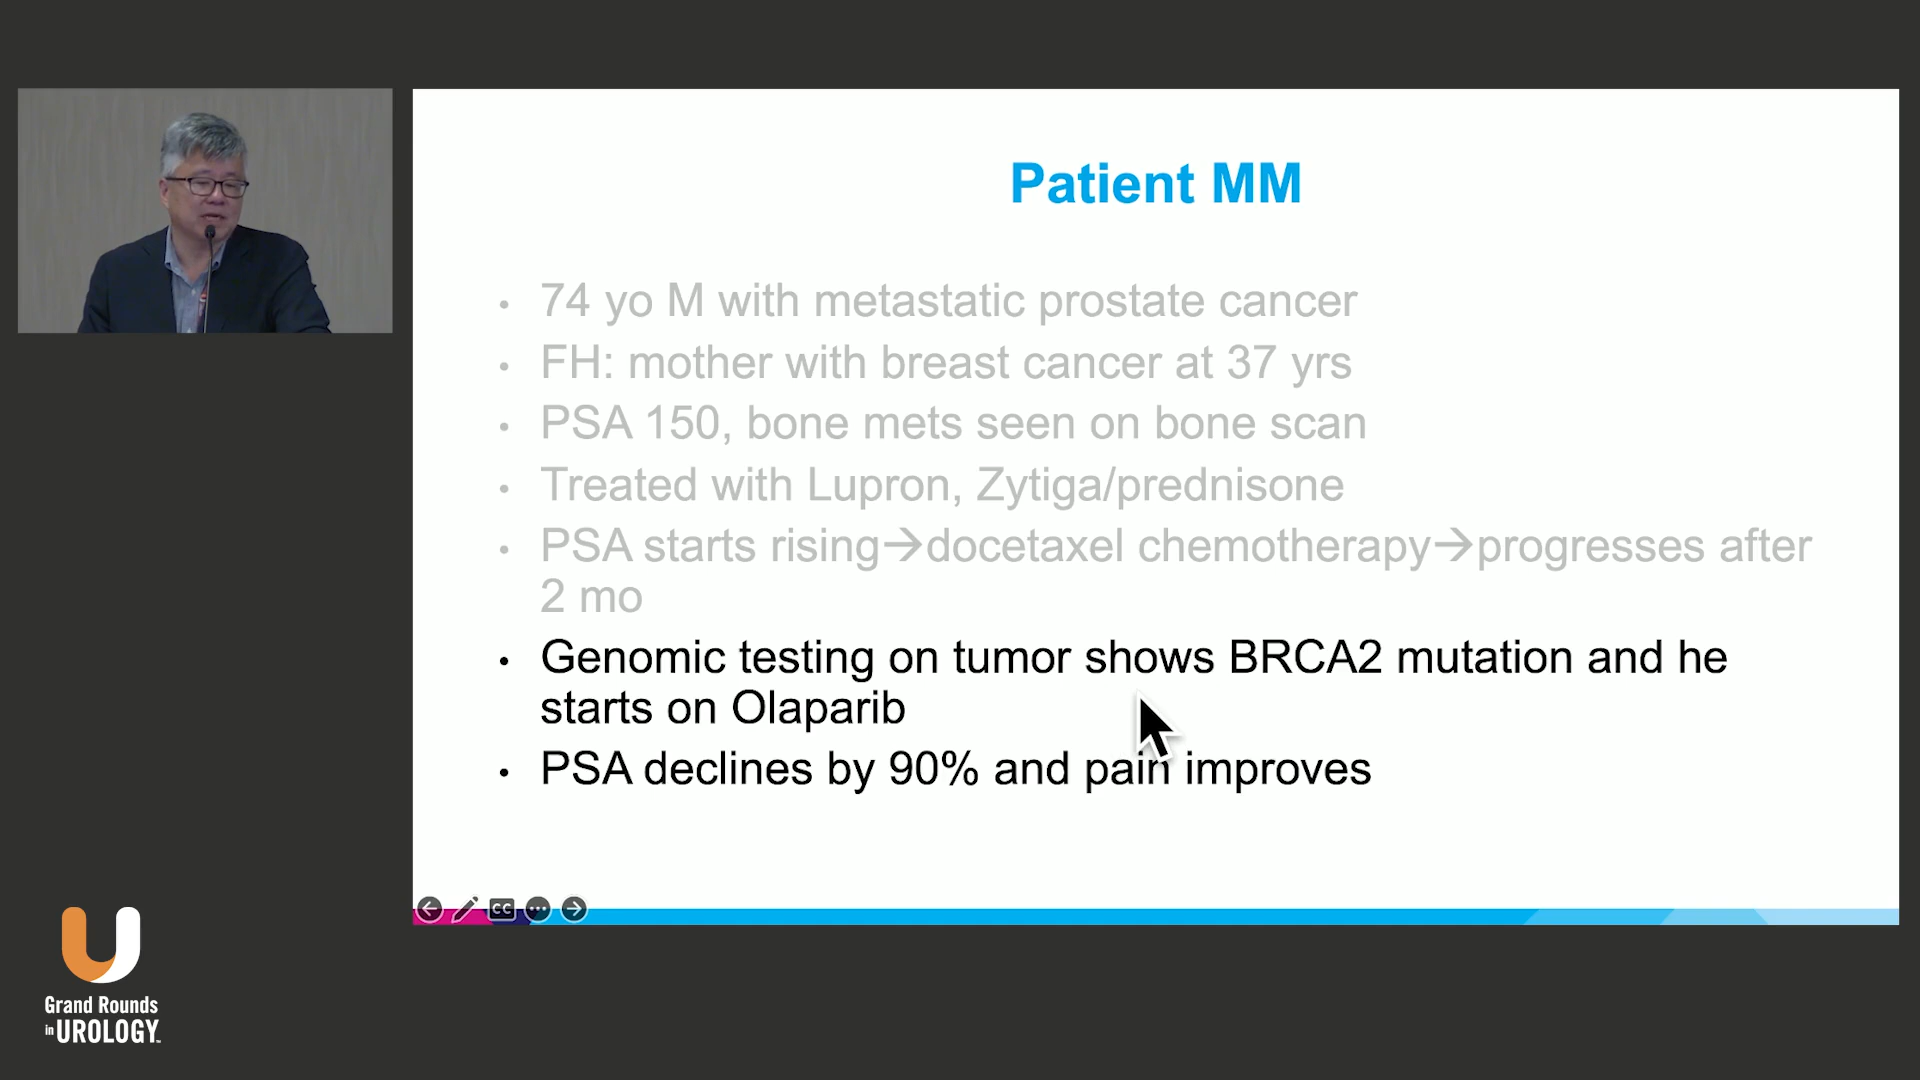 Patient MM
• 74 yo M with metastatic prostate cancer
• FH: mother with breast cancer at 37 yrs
• PSA 150, bone mets seen on bone scan
• Treated with Lupron, Zytiga/prednisone
• PSA starts rising→docetaxel chemotherapy→progresses after
2 mo
• Genomic testing on tumor shows BRCA2 mutation and he
starts on Olaparib
• PSA declines by 90% and pain improves
CC
Grand Rounds
in UROLOGY™